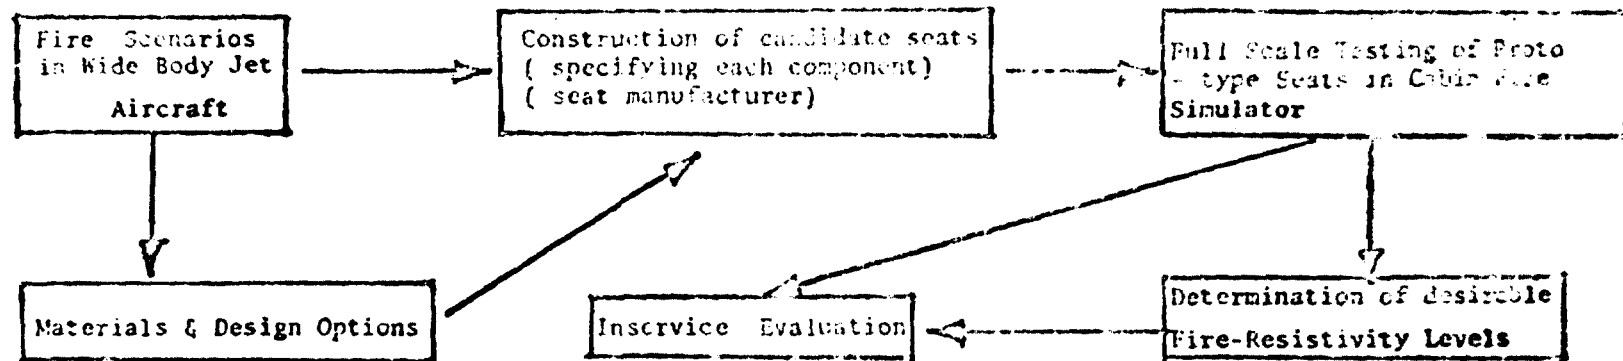 Fire Scenarios
in Wide Body Jet
Aircraft
Construction of candidate seats
( specifying each component)
( seat manufacturer)
Full Scale Testing of Proto
- type Seats in Cabin Fire
Simulator
Materials & Design Options
Inservice Evaluation
Determination of desirable
Fire-Resistivity Levels